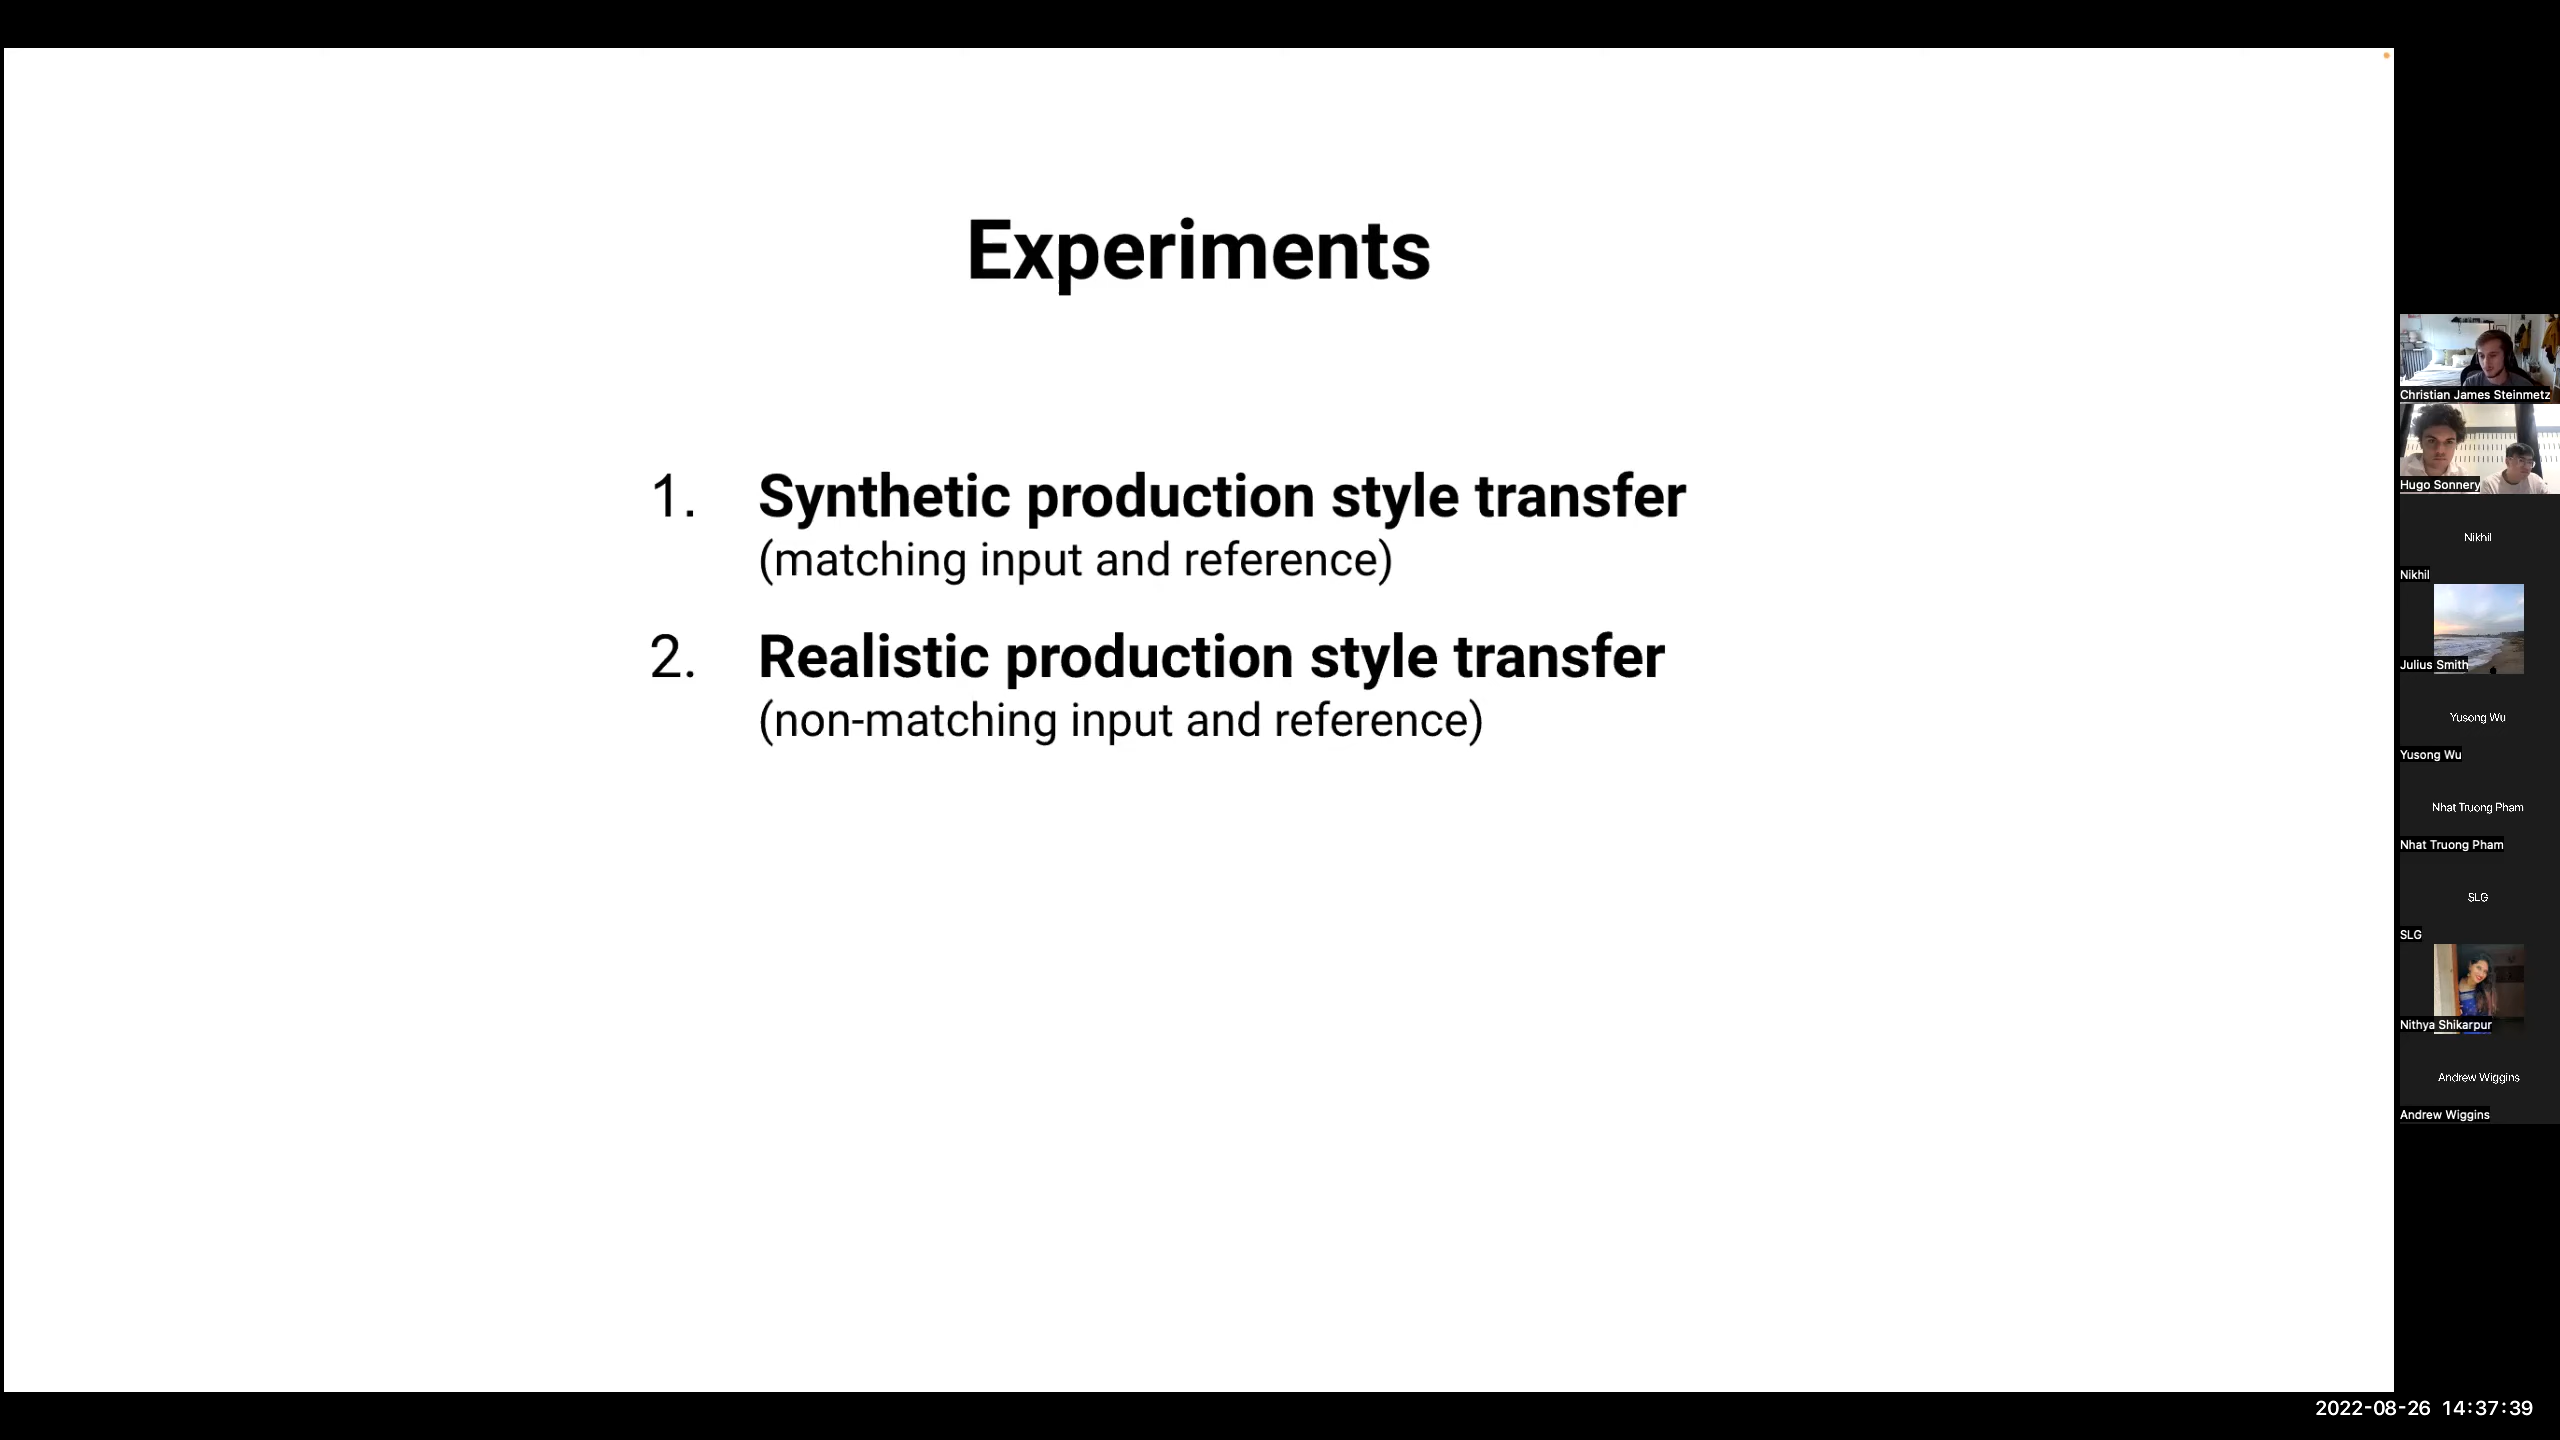 Experiments
1. Synthetic production style transfer
(matching input and reference)
2. Realistic production style transfer
(non-matching input and reference)
Christian James Steinmetz
Hugo Sonnery
Nikhil
Nikhil
Julius Smith
Yusong Wu
Yusong Wu
Nhat Truong Pham
Nhat Truong Pham
SLG
SLG
Nithya Shikarpur
Andrew Wiggins
Andrew Wiggins
2022-08-26 14:37:39